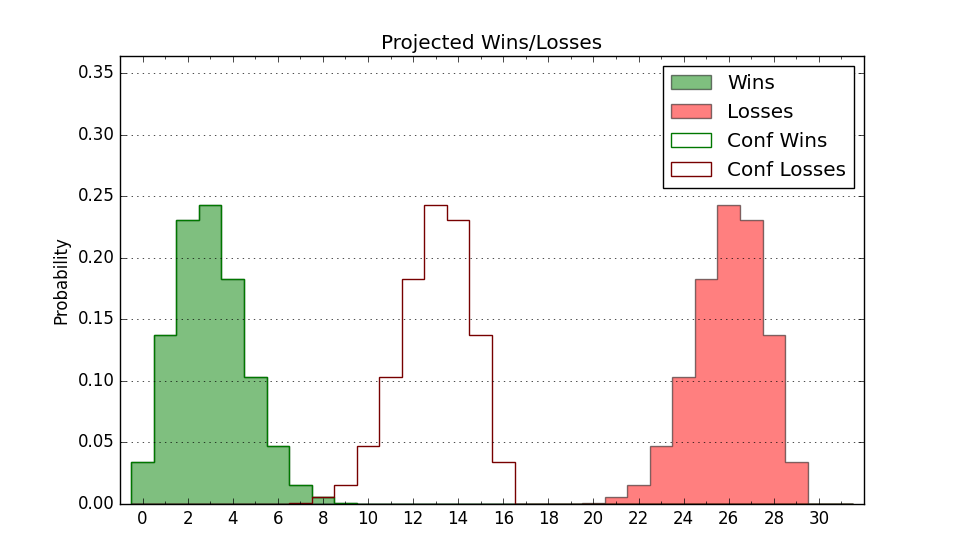 Projected Wins/Losses
0.35
0.30
0.25
0.20
0.15
0.10
0.05
0.00
Probability
Wins
Losses
Conf Wins
Conf Losses
0 2 4 6 8 10 12 14 16 18 20 22 24 26 28 30